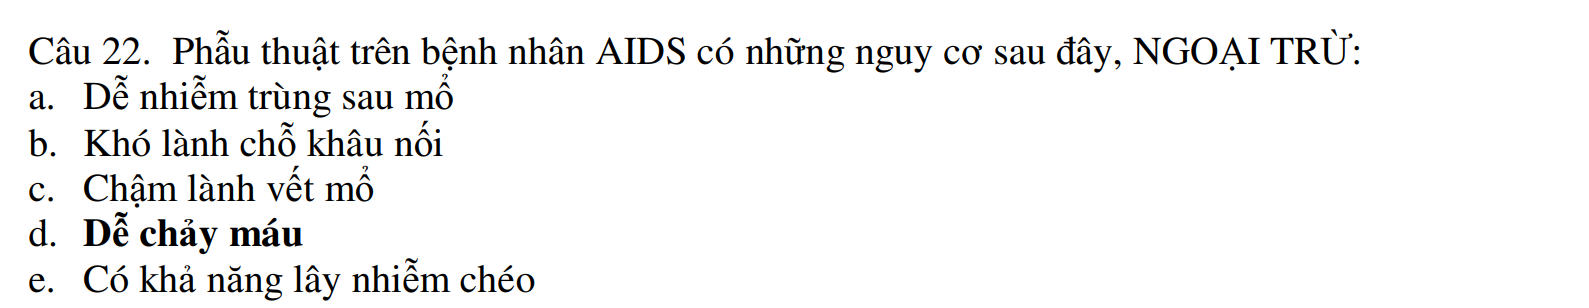 Câu 22. Phẫu thuật trên bệnh nhân AIDS có những nguy cơ sau đây, NGOẠI TRỪ:
a. Dễ nhiễm trùng sau mổ
b. Khó lành chỗ khâu nối
c. Chậm lành vết mổ
d. Dễ chảy máu
e. Có khả năng lây nhiễm chéo